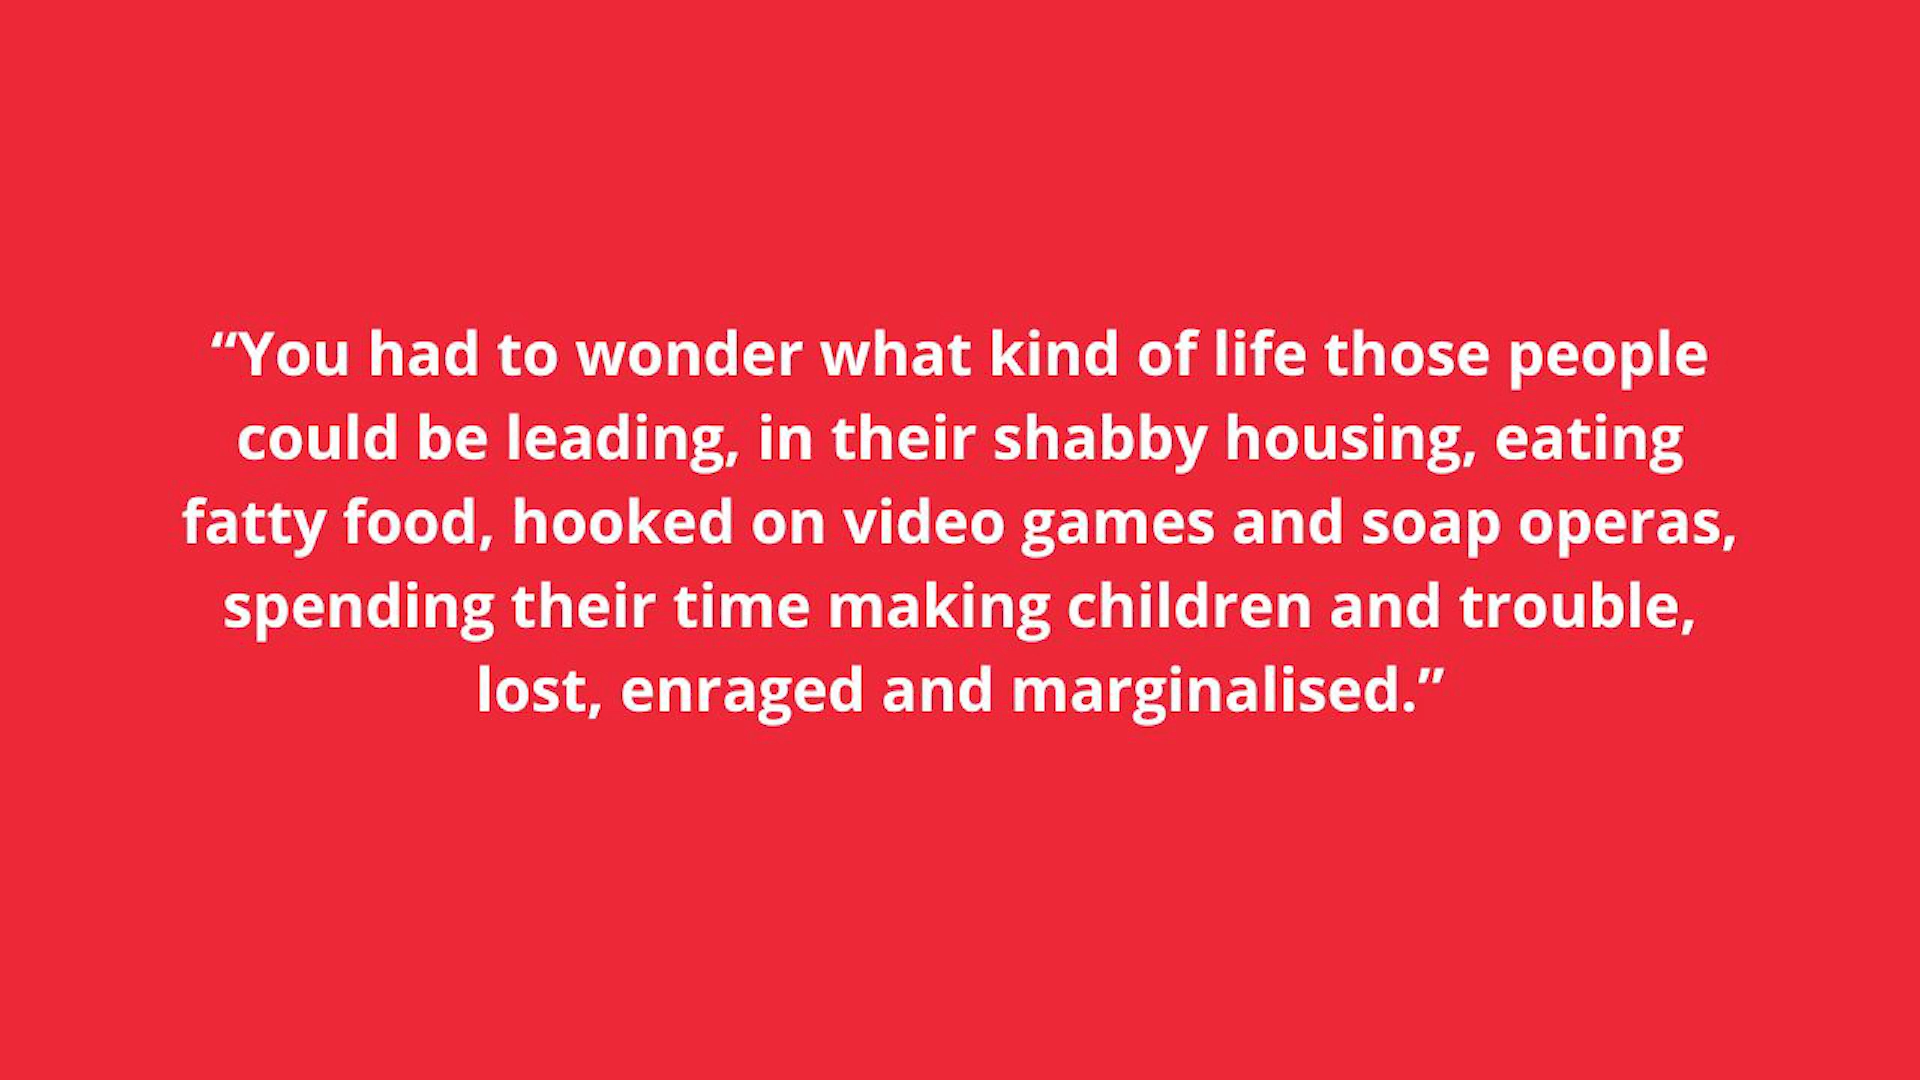 “You had to wonder what kind of life those people
could be leading, in their shabby housing, eating
fatty food, hooked on video games and soap operas,
spending their time making children and trouble,
lost, enraged and marginalised.”